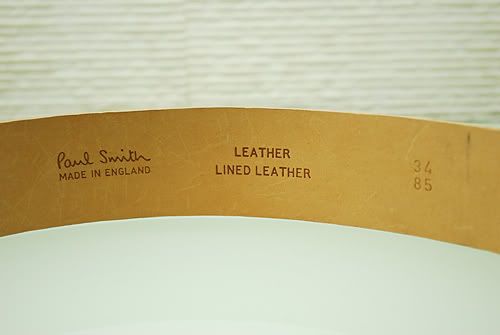 Paul Smith
MADE IN ENGLAND
LEATHER
LINED LEATHER
34
85